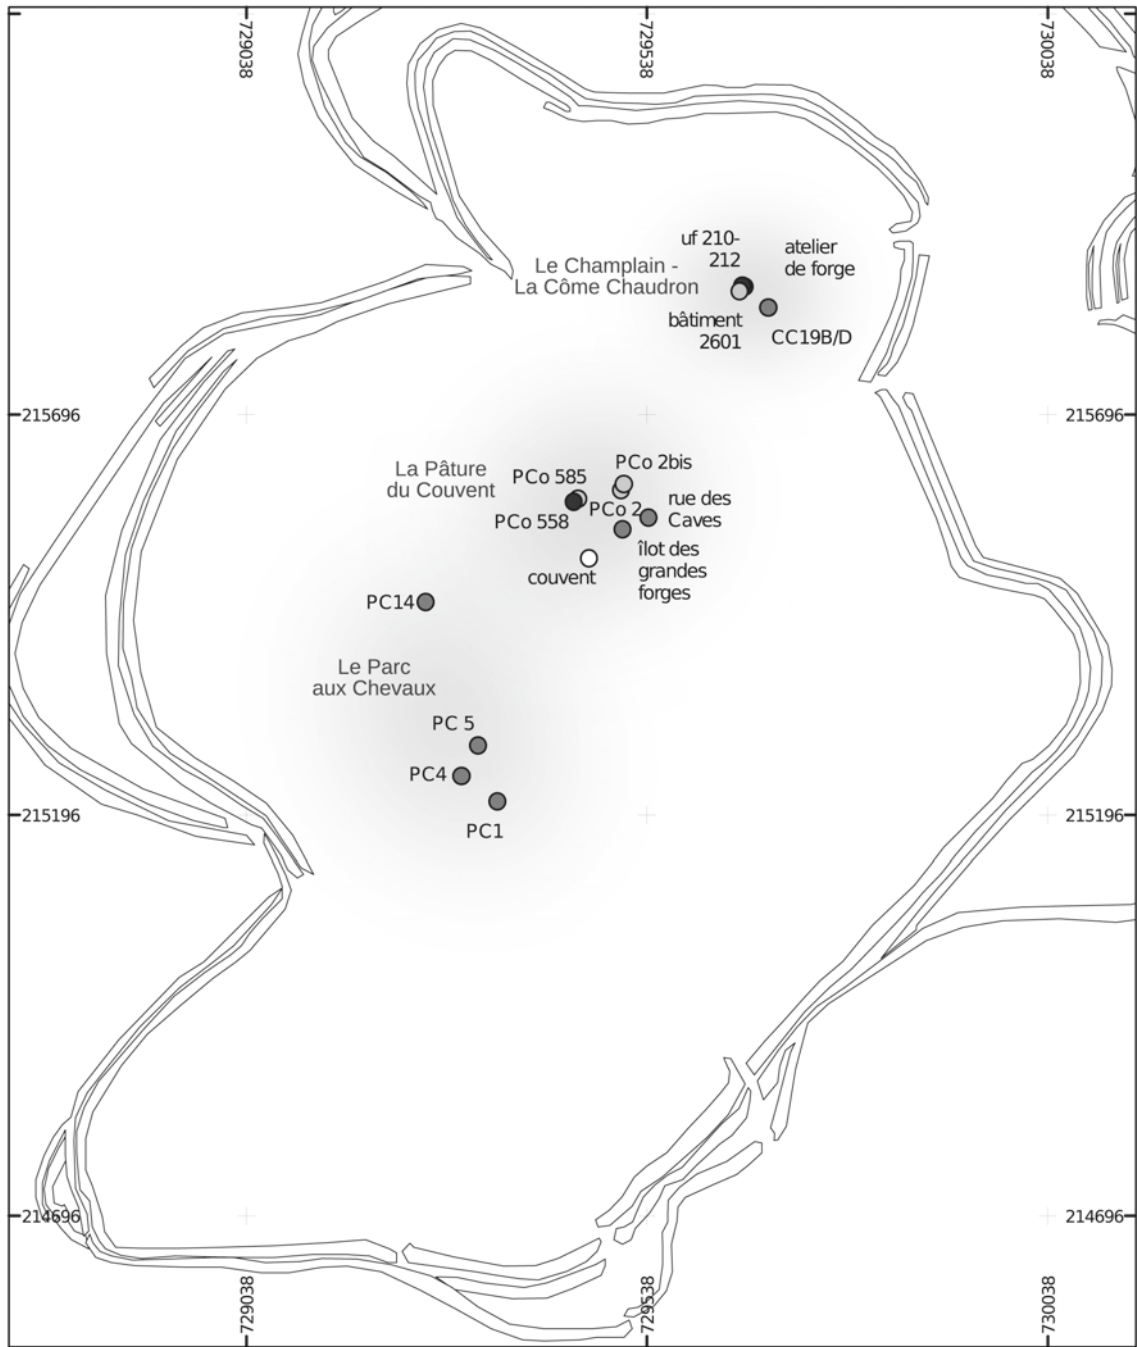 729038
729538
730038
uf 210-
212
atelier
de forge
Le Champlain -
La Côme Chaudron
bâtiment
2601
CC19B/D
215696
215696
La Pâture
du Couvent
PCo 585
PCo 2bis
PCo 558
PCo 2
rue des
Caves
couvent
îlot des
grandes
forges
PC14
Le Parc
aux Chevaux
PC 5
PC4
PC1
215196
215196
214696
214696
729038
729538
730038